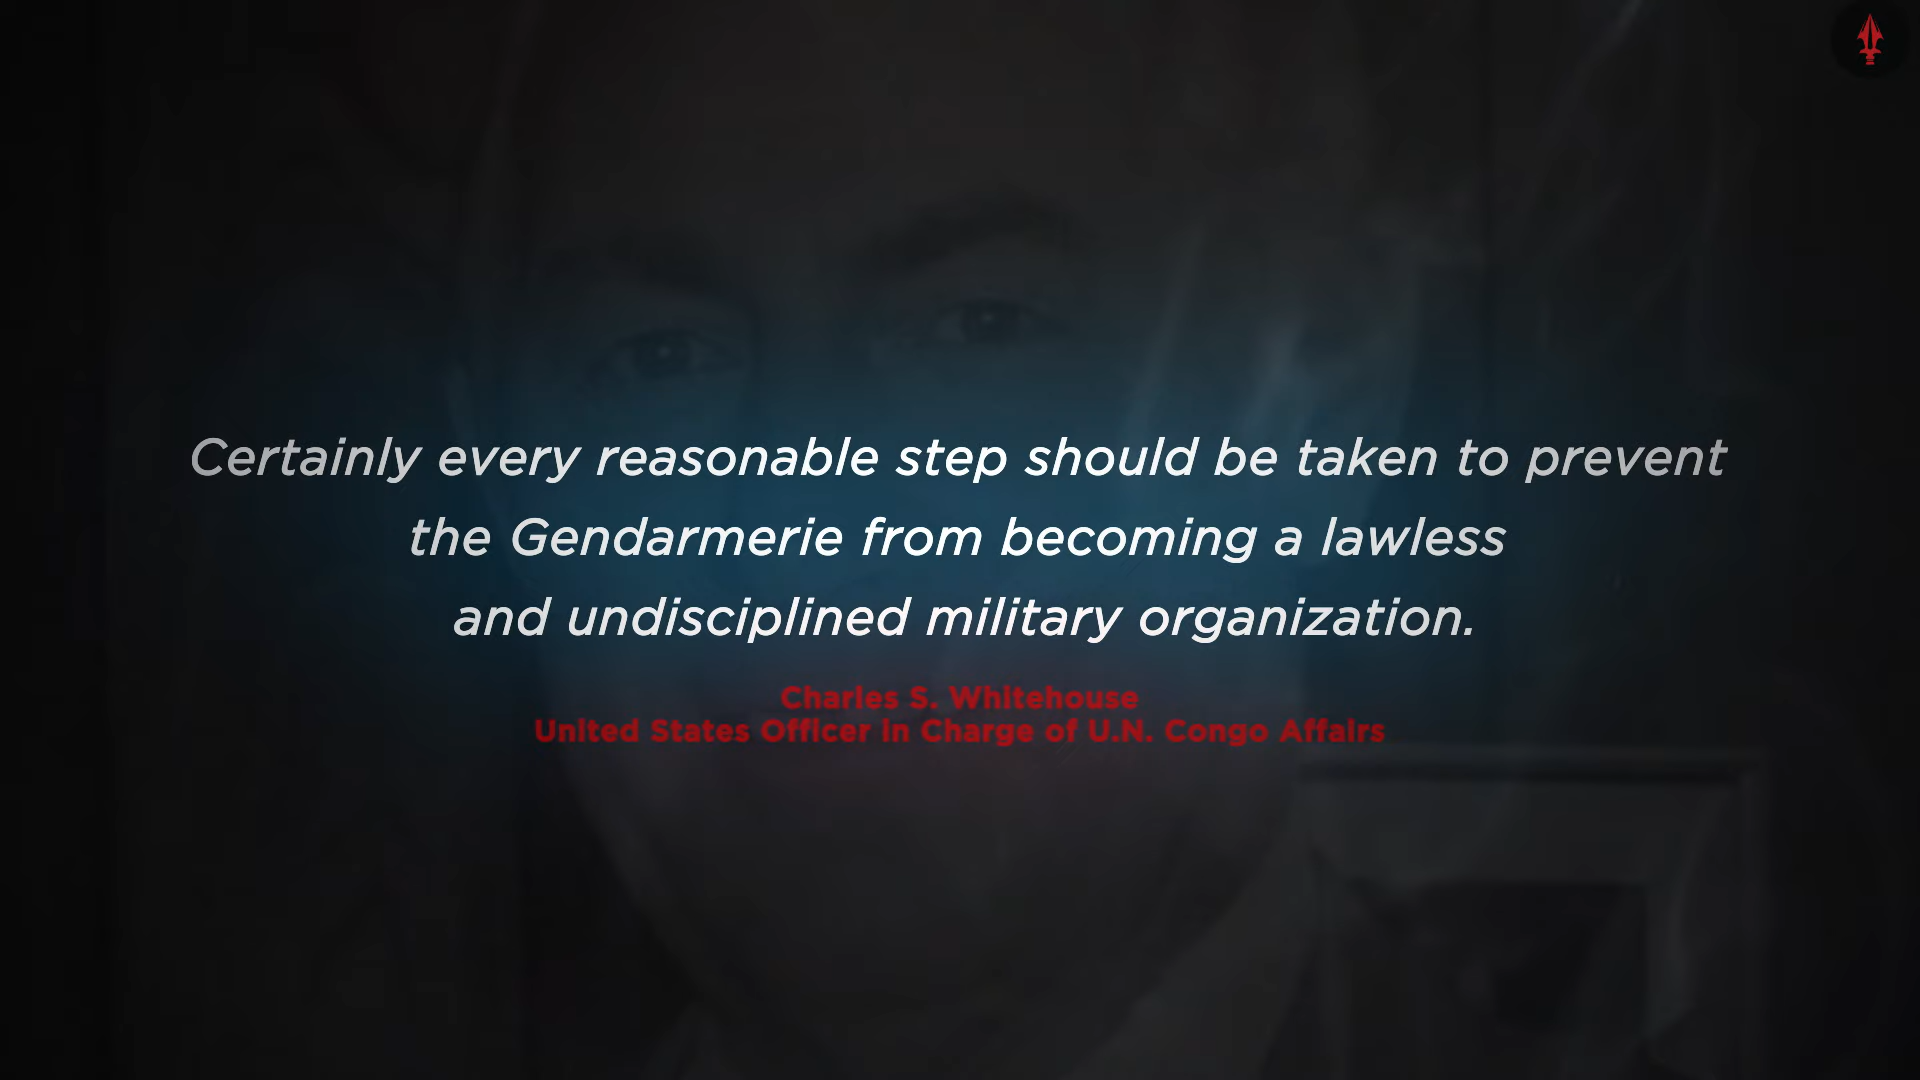 Certainly every reasonable step should be taken to prevent
the Gendarmerie from becoming a lawless
and undisciplined military organization.
Charles S. Whitehouse
United States Officer in Charge of U.N. Congo Affairs